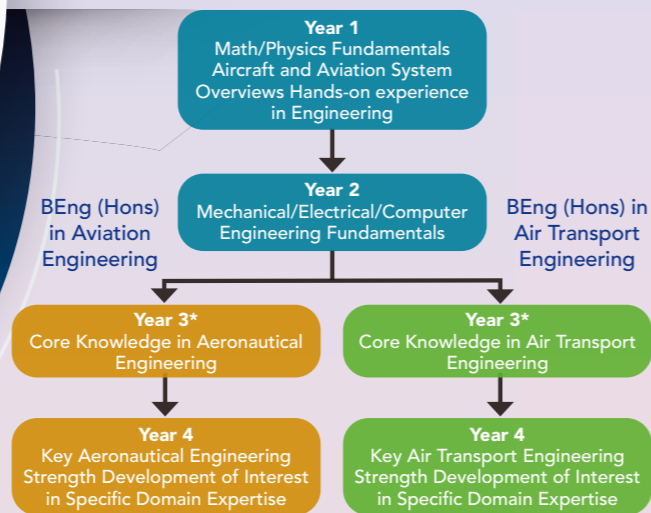 Year 1
Math/Physics Fundamentals
Aircraft and Aviation System
Overviews Hands-on experience
in Engineering
Year 2
Mechanical/Electrical/Computer
Engineering Fundamentals
BEng (Hons)
in Aviation
Engineering
BEng (Hons) in
Air Transport
Engineering
Year 3*
Core Knowledge in Aeronautical
Engineering
Year 3*
Core Knowledge in Air Transport
Engineering
Year 4
Key Aeronautical Engineering
Strength Development of Interest
in Specific Domain Expertise
Year 4
Key Air Transport Engineering
Strength Development of Interest
in Specific Domain Expertise